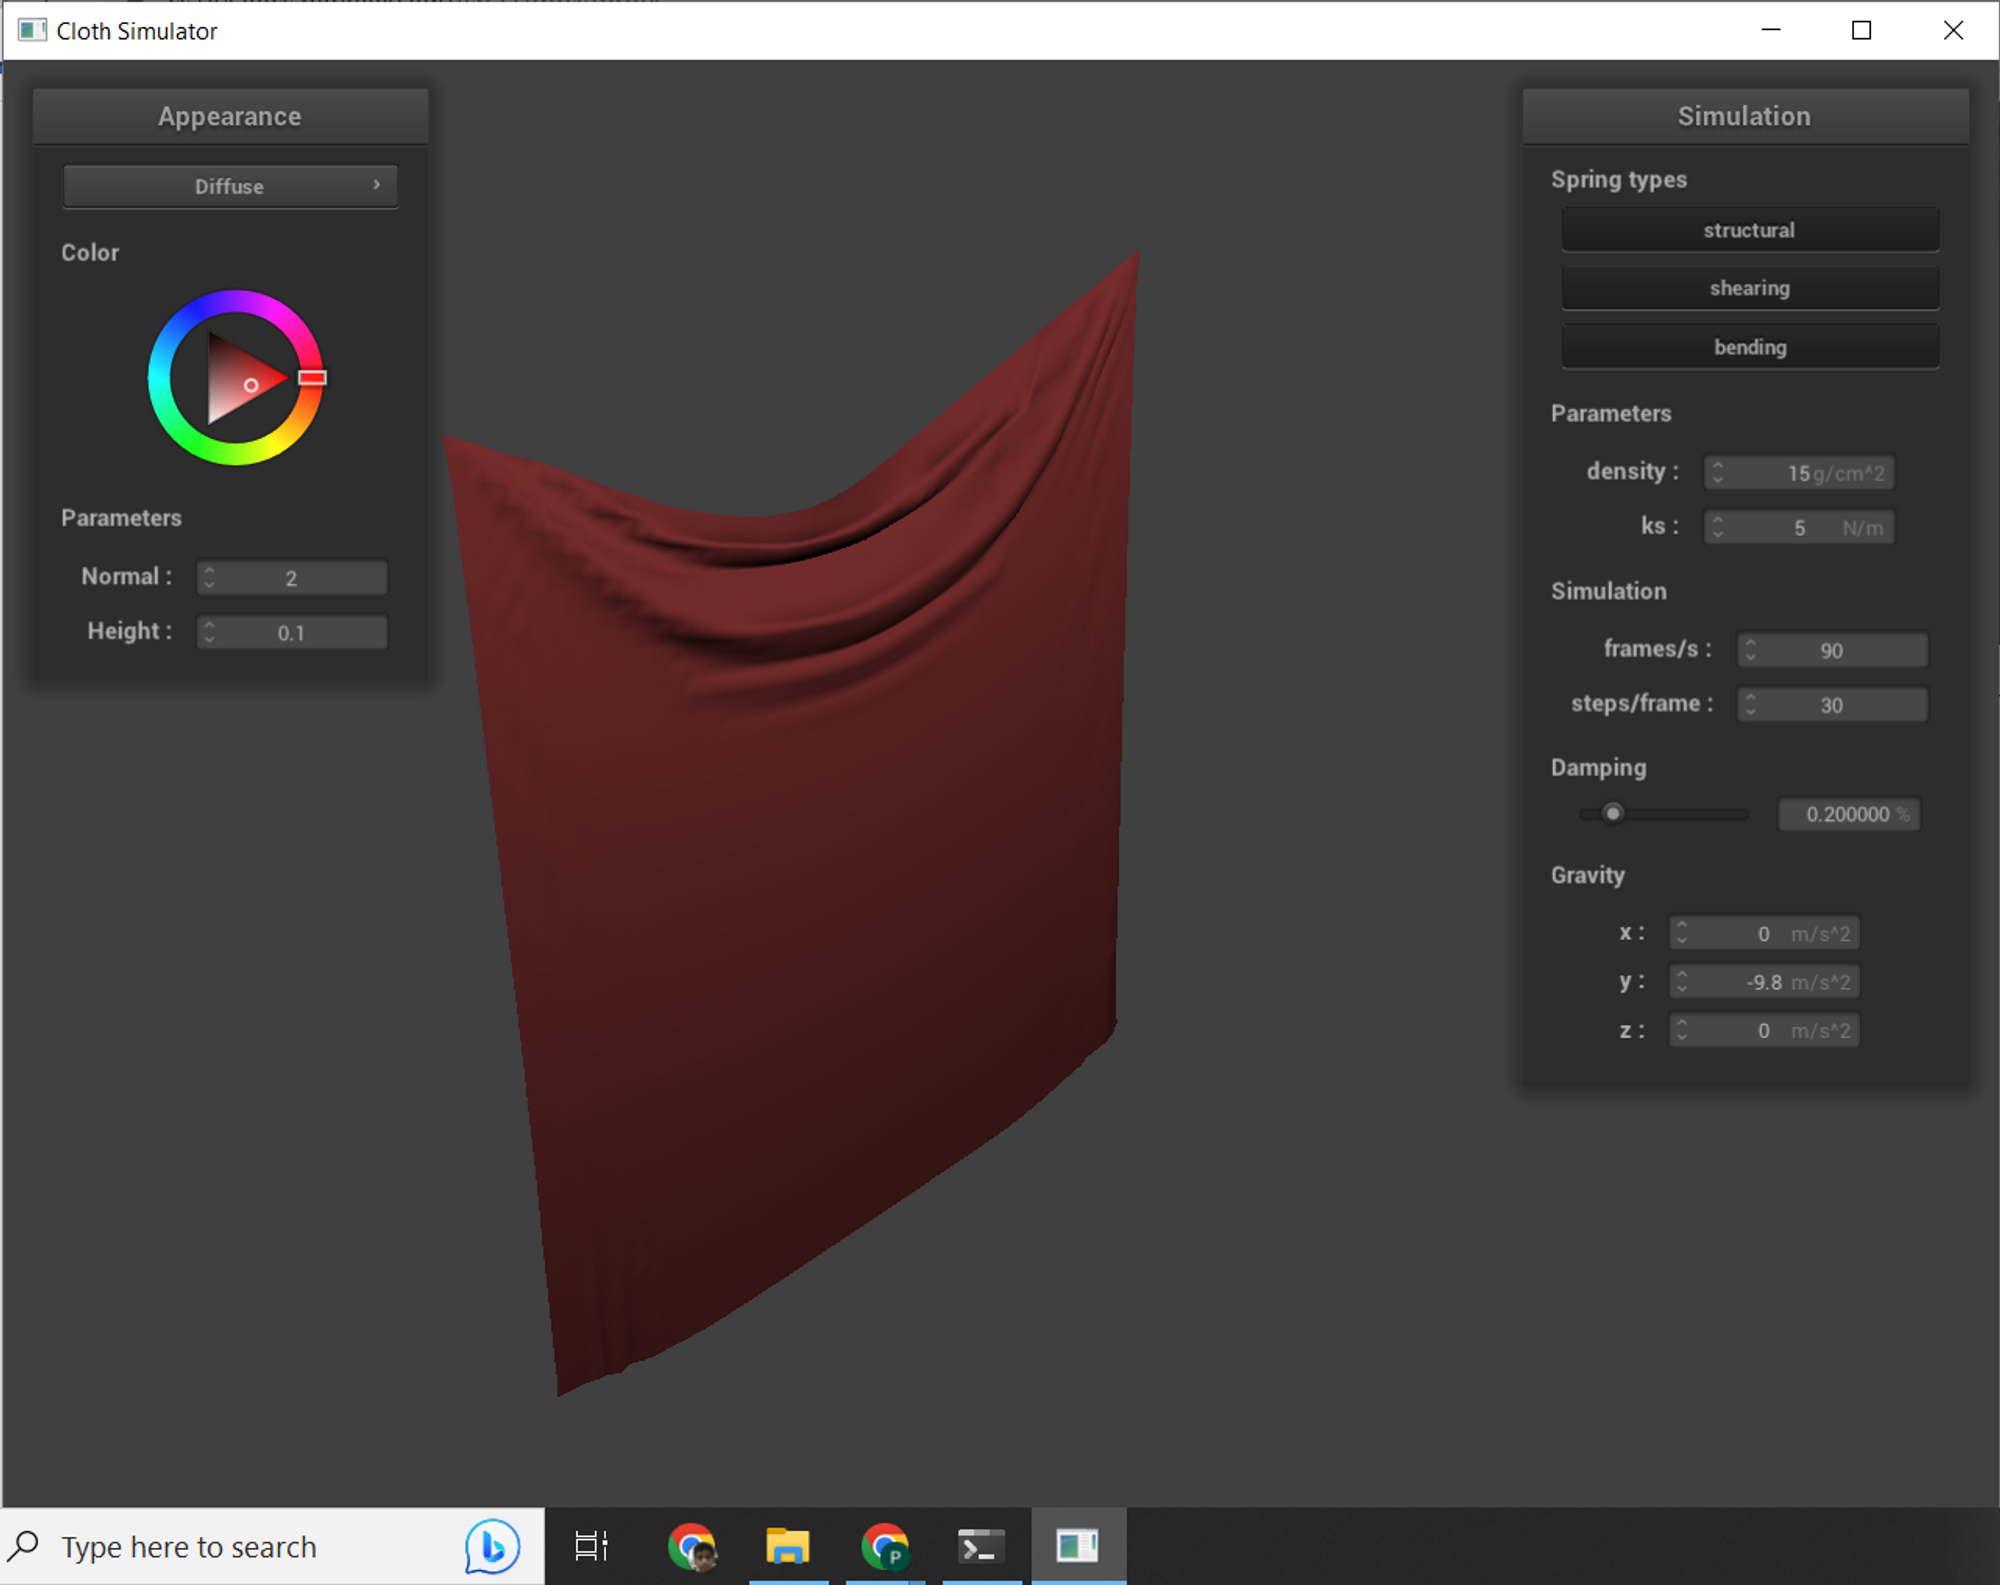 Cloth Simulator
Appearance
Diffuse
Color
Parameters
Normal : 2
Height : 0.1
Simulation
Spring types
structural
shearing
bending
Parameters
density : 15 g/cm^2
ks : 5 N/m
Simulation
frames/s : 90
steps/frame : 30
Damping
0.200000 %
Gravity
x : 0 m/s^2
y : -9.8 m/s^2
z : 0 m/s^2
Type here to search
P